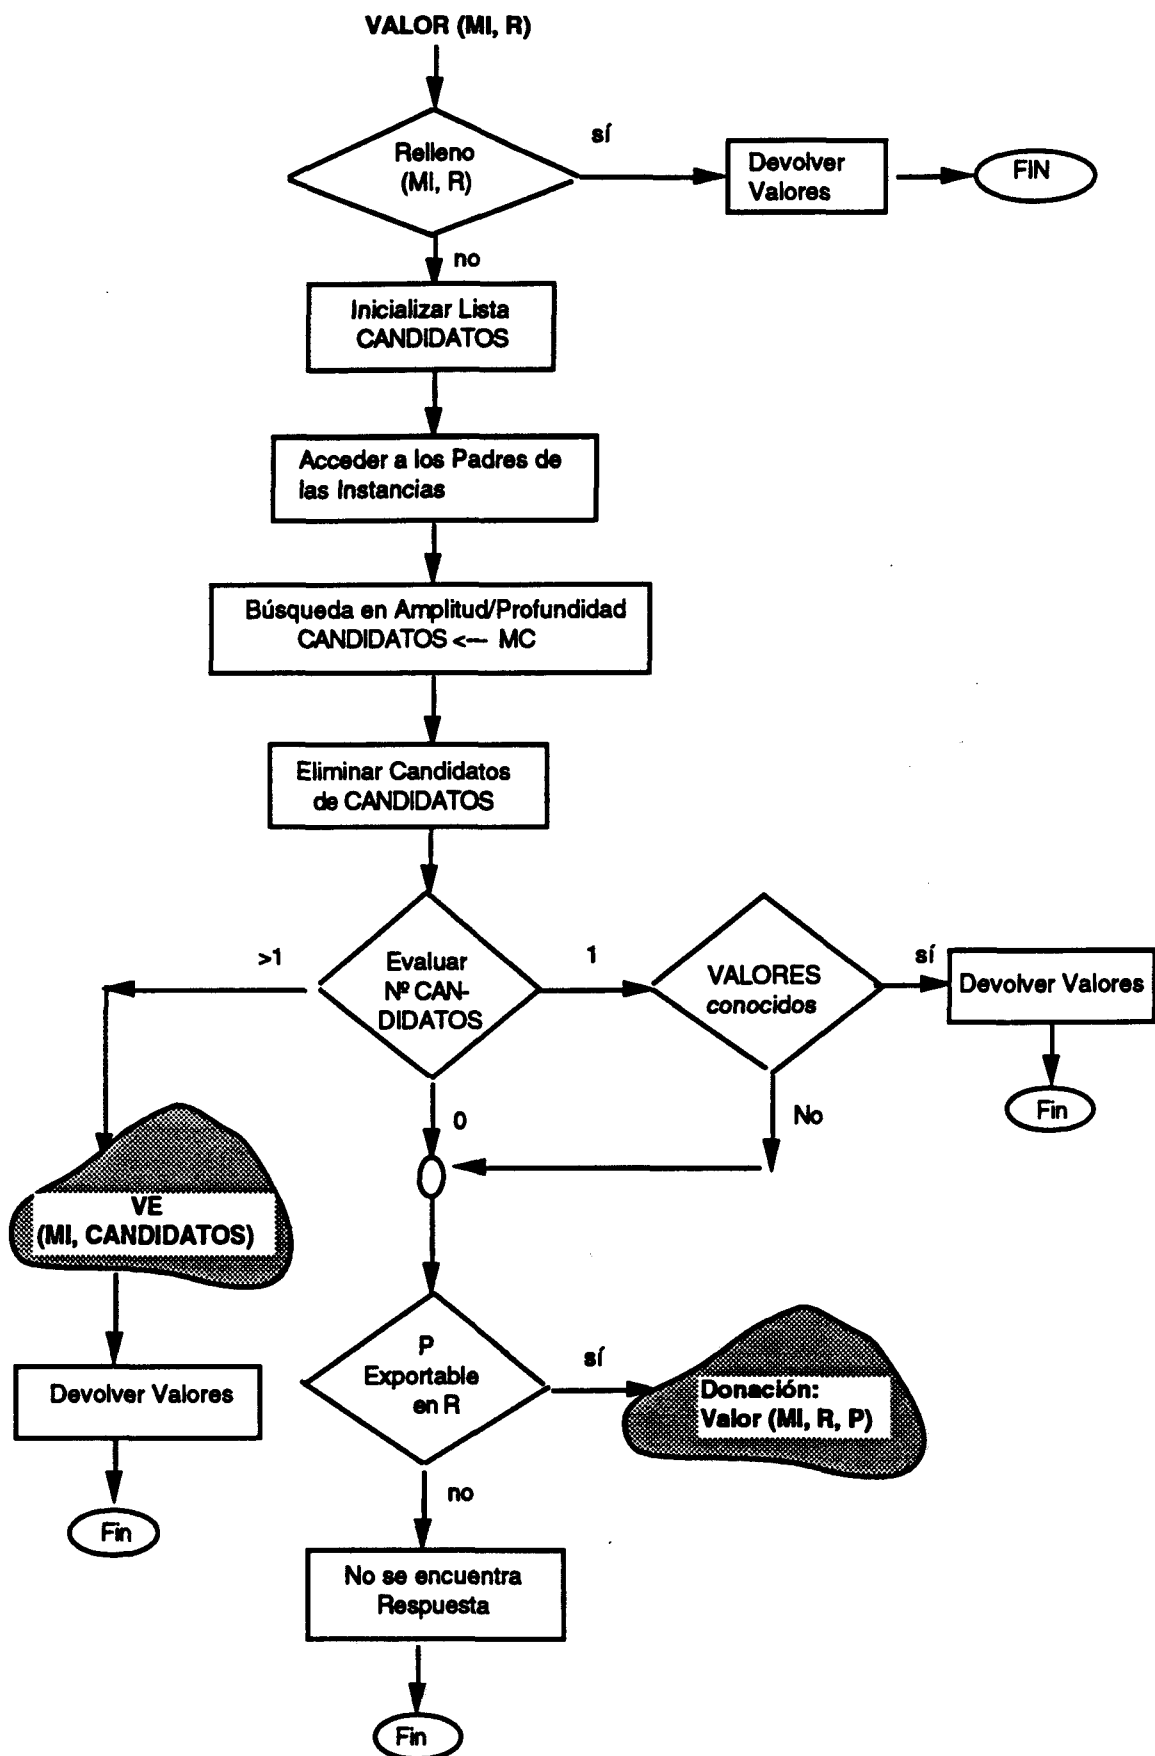 VALOR (MI, R)
Relleno
(MI, R)
sí
Devolver
Valores
FIN
no
Inicializar Lista
CANDIDATOS
Acceder a los Padres de
las Instancias
Búsqueda en Amplitud/Profundidad
CANDIDATOS <--- MC
Eliminar Candidatos
de CANDIDATOS
>1
Evaluar
Nº CAN-
DIDATOS
1
VALORES
conocidos
sí
Devolver Valores
Fin
0
No
VE
(MI, CANDIDATOS)
P
Exportable
en R
sí
Donación:
Valor (MI, R, P)
Devolver Valores
no
Fin
No se encuentra
Respuesta
Fin